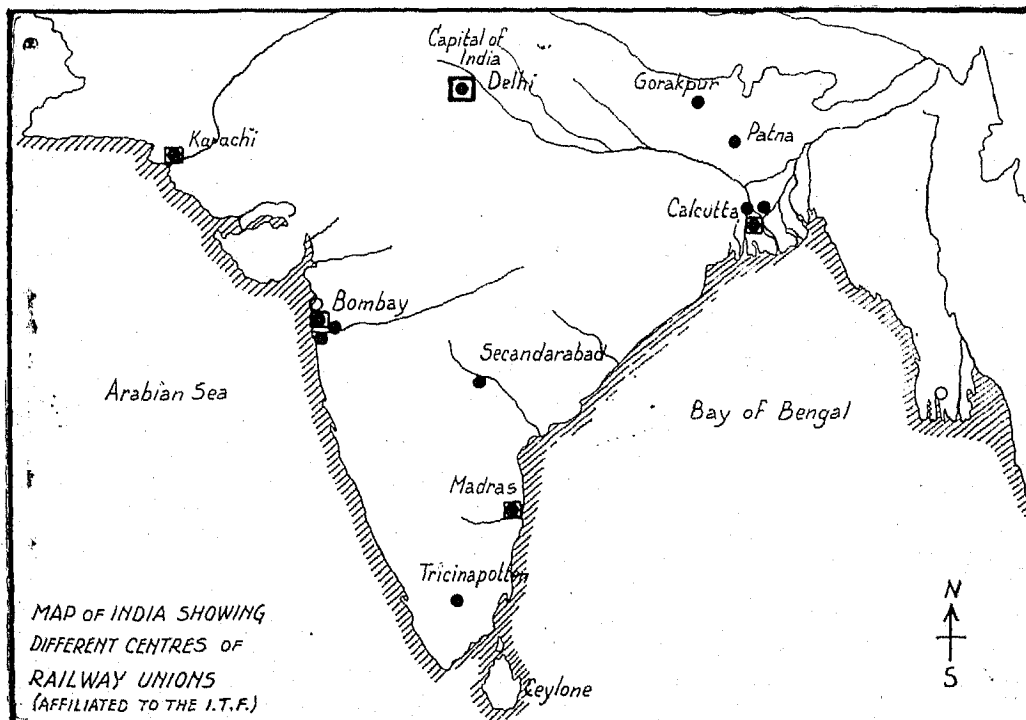 Capital of
India
Delhi
Gorakpur
Patna
Karachi
Calcutta
Bombay
Secandarabad
Arabian Sea
Bay of Bengal
Madras
Tricinapotten
Ceylone
MAP OF INDIA SHOWING
DIFFERENT CENTRES OF
RAILWAY UNIONS
(AFFILIATED TO THE I.T.F.)
N
S